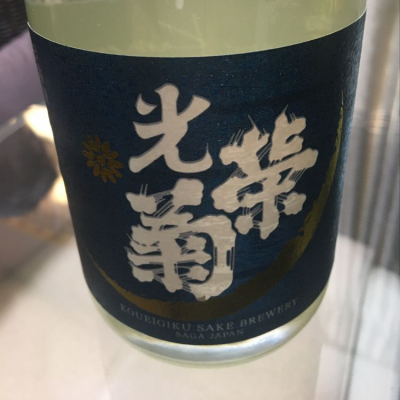 光栄菊
KOUEIGIKU SAKE BREWERY
SAGA JAPAN